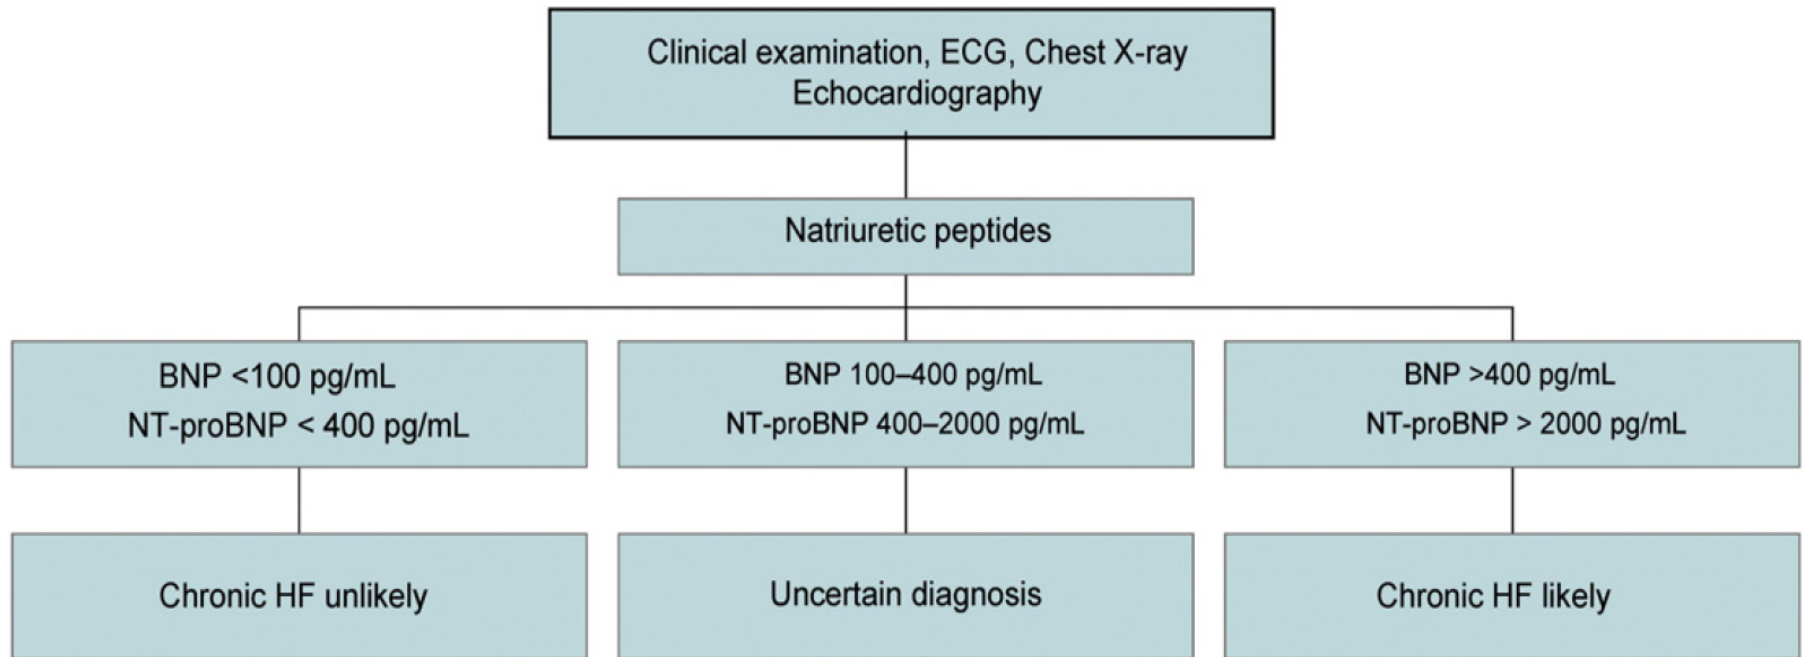 Clinical examination, ECG, Chest X-ray
Echocardiography
Natriuretic peptides
BNP <100 pg/mL
NT-proBNP < 400 pg/mL
BNP 100–400 pg/mL
NT-proBNP 400–2000 pg/mL
BNP >400 pg/mL
NT-proBNP > 2000 pg/mL
Chronic HF unlikely
Uncertain diagnosis
Chronic HF likely